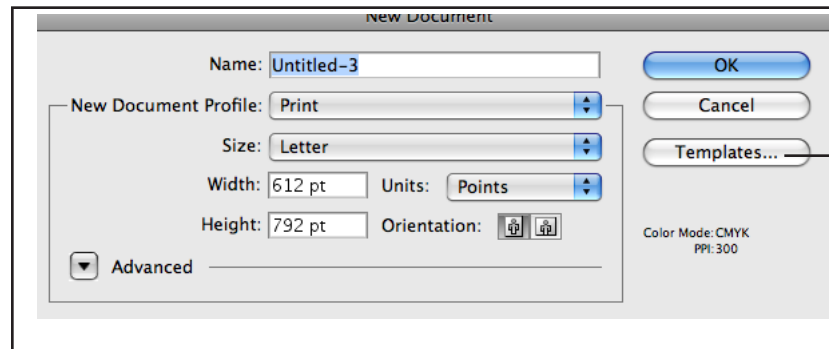 New Document
Name: Untitled-3
OK
New Document Profile: Print
Cancel
Size: Letter
Templates...
Width: 612 pt Units: Points
Height: 792 pt Orientation:
Color Mode: CMYK
PPI: 300
Advanced